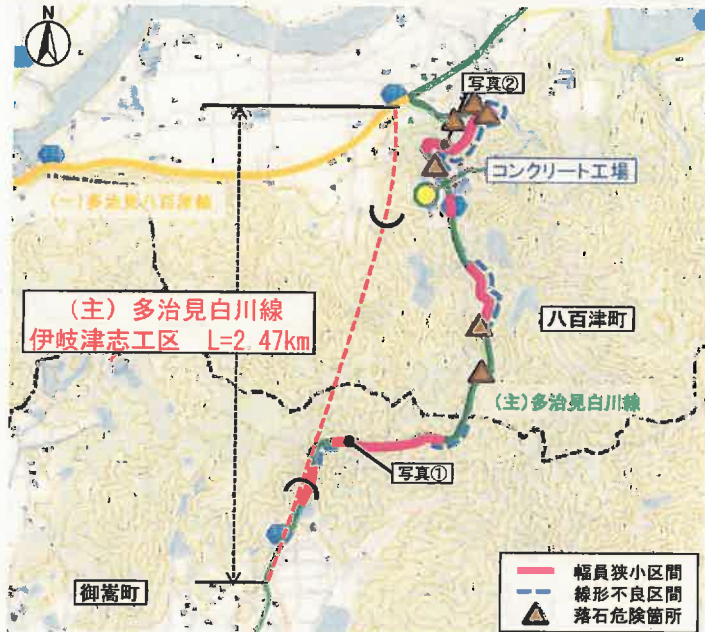 N
写真②
コンクリート工場
(一)多治見八百津線
(主) 多治見白川線
伊岐津志工区 L=2.47km
八百津町
(主)多治見白川線
写真①
御嵩町
幅員狭小区間
線形不良区間
落石危険箇所